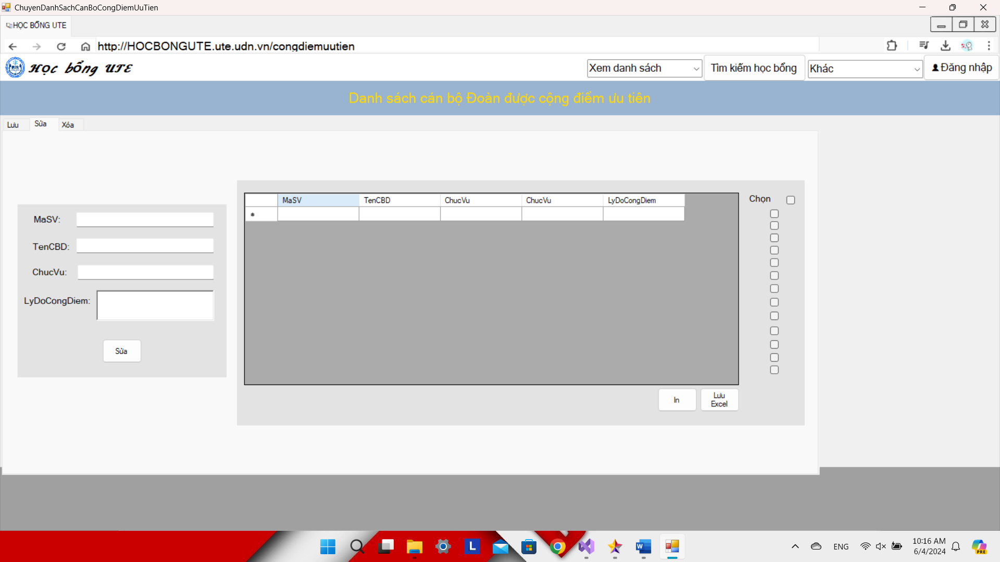 ChuyenDanhSachCanBoCongDiemUuTien
HỌC BỔNG UTE
http://HOCBONGUTE.ute.udn.vn/congdiemuutien
Học bổng UTE
Xem danh sách
Tìm kiếm học bổng
Khác
Đăng nhập
Danh sách cán bộ Đoàn được cộng điểm ưu tiên
Lưu
Sửa
Xóa
MaSV:
TenCBD:
ChucVu:
LyDoCongDiem:
Sửa
MaSV
TenCBD
ChucVu
ChucVu
LyDoCongDiem
Chọn
In
Lưu
Excel
ENG
10:16 AM
6/4/2024
PRE